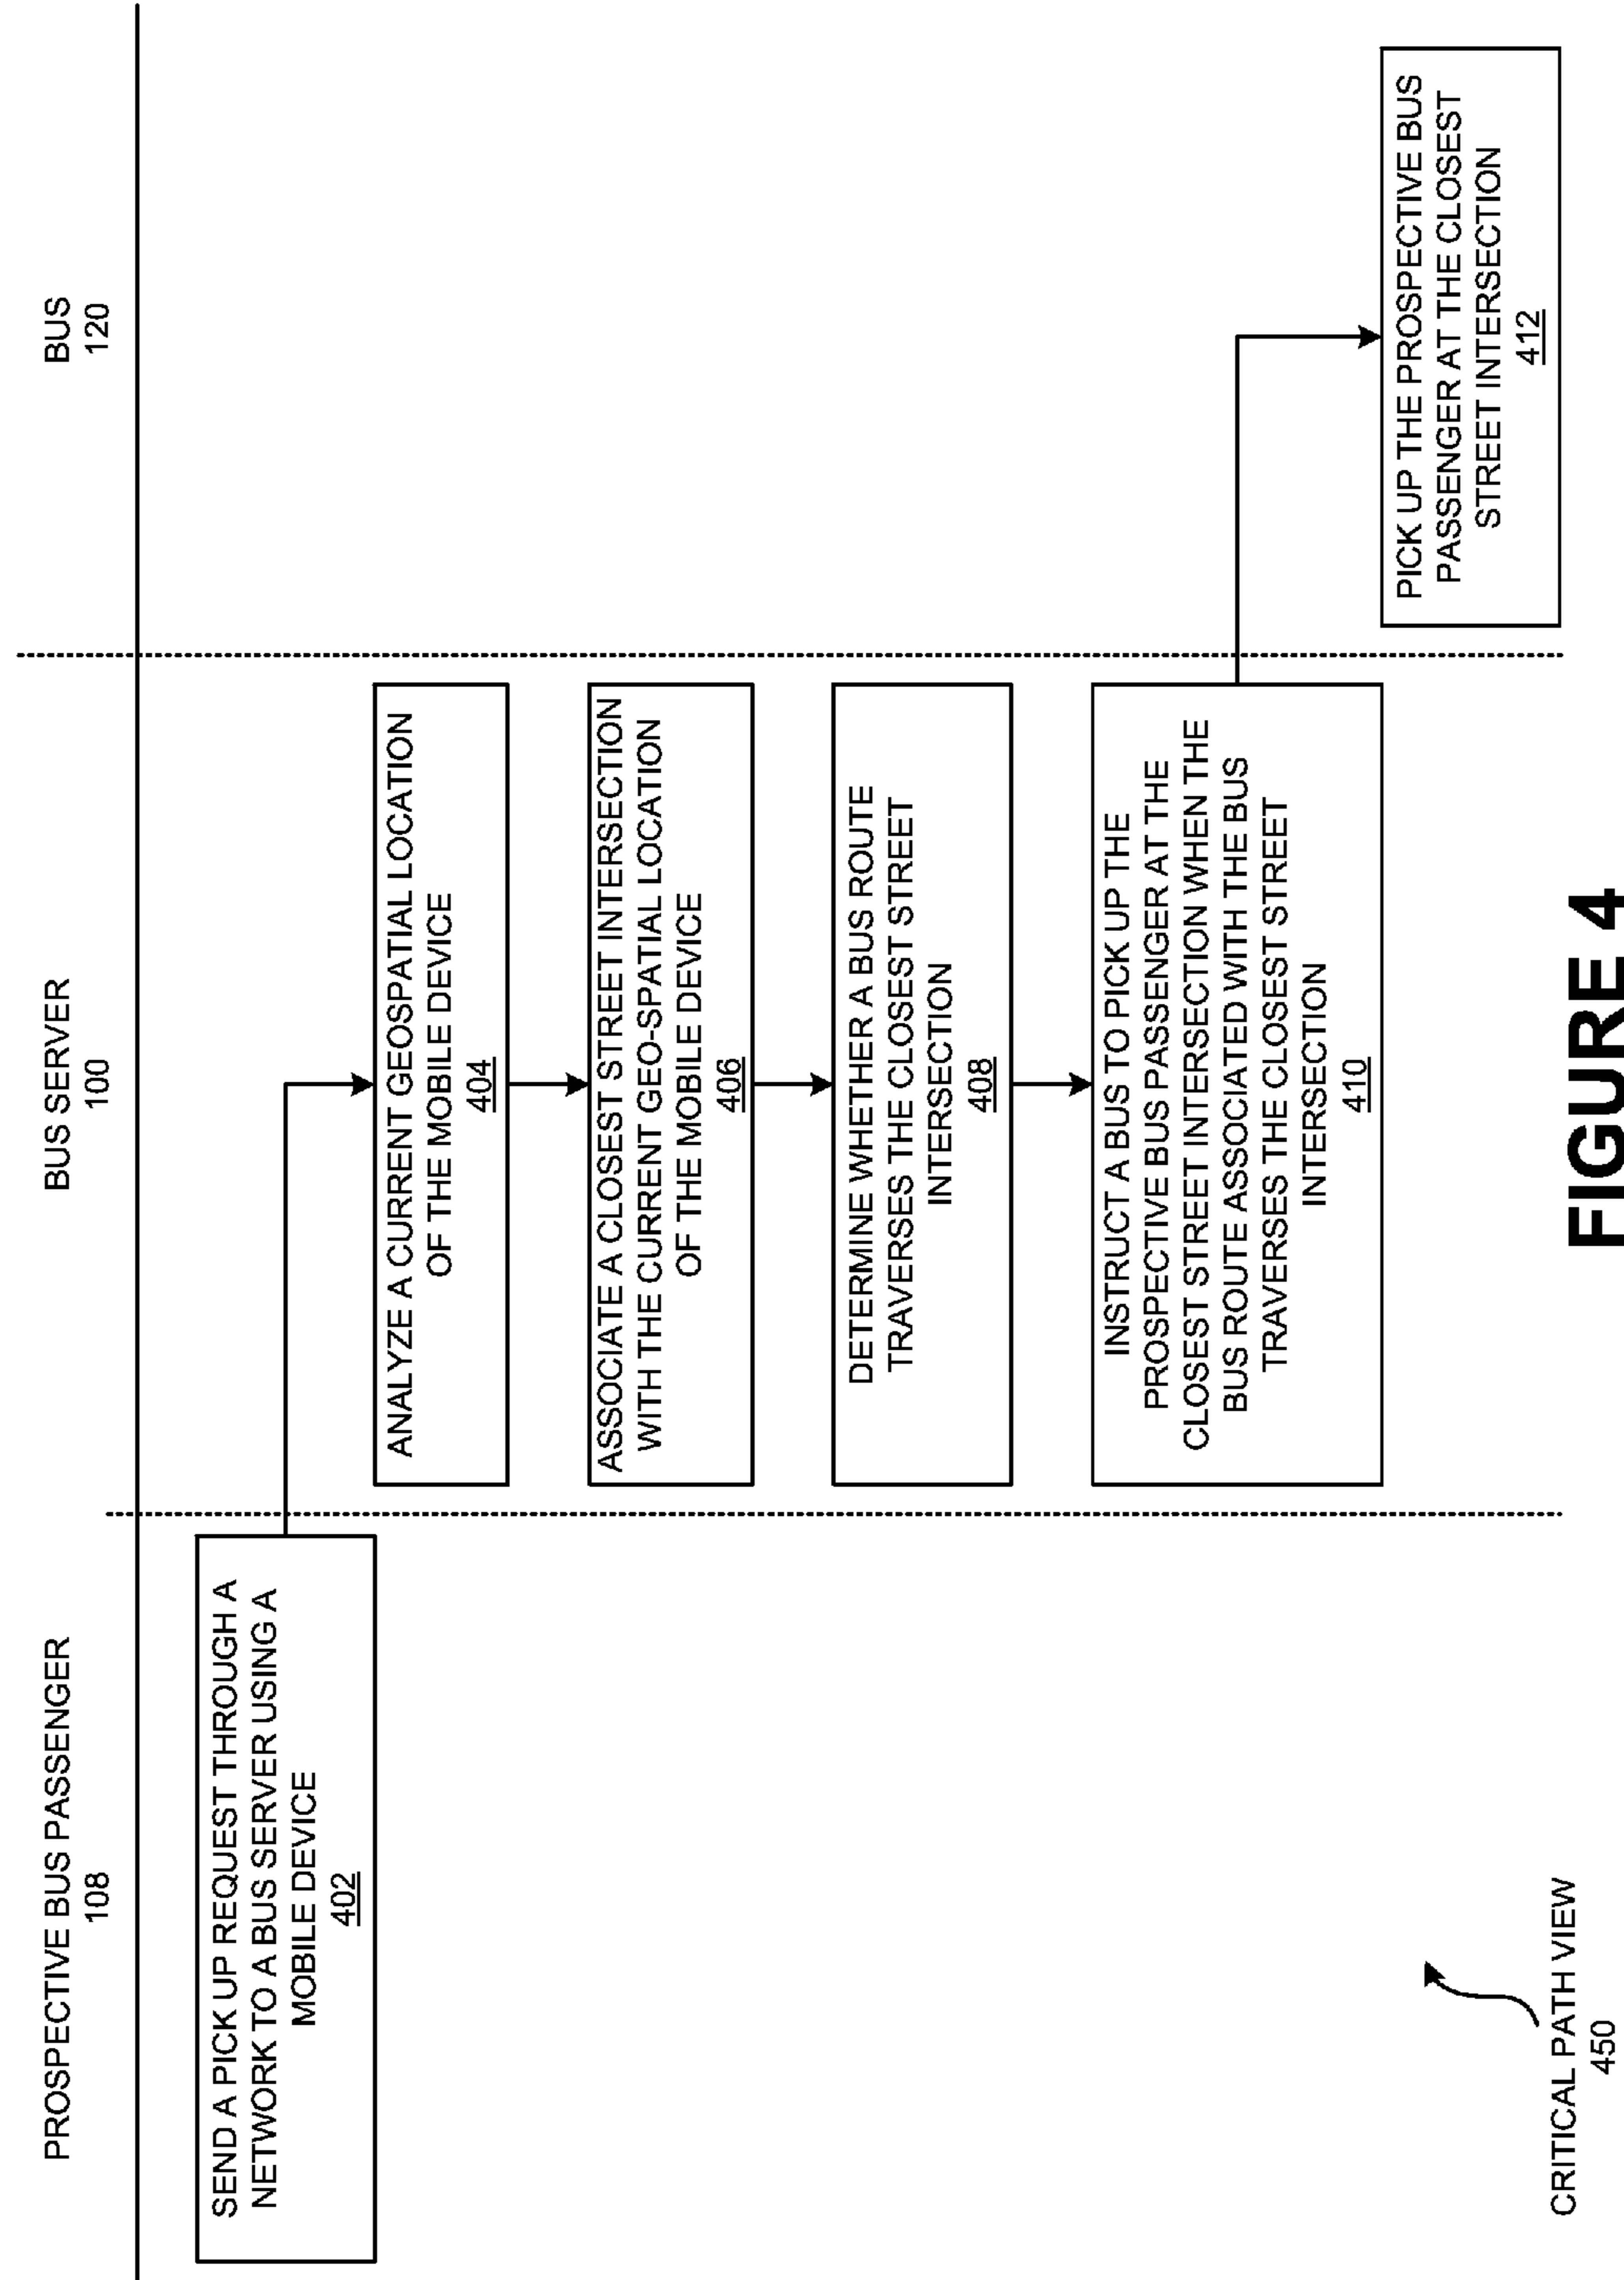 PROSPECTIVE BUS PASSENGER
108
BUS SERVER
100
BUS
120
SEND A PICK UP REQUEST THROUGH A
NETWORK TO A BUS SERVER USING A
MOBILE DEVICE
402
ANALYZE A CURRENT GEOSPATIAL LOCATION
OF THE MOBILE DEVICE
404
ASSOCIATE A CLOSEST STREET INTERSECTION
WITH THE CURRENT GEO-SPATIAL LOCATION
OF THE MOBILE DEVICE
406
DETERMINE WHETHER A BUS ROUTE
TRAVERSES THE CLOSEST STREET
INTERSECTION
408
INSTRUCT A BUS TO PICK UP THE
PROSPECTIVE BUS PASSENGER AT THE
CLOSEST STREET INTERSECTION WHEN THE
BUS ROUTE ASSOCIATED WITH THE BUS
TRAVERSES THE CLOSEST STREET
INTERSECTION
410
PICK UP THE PROSPECTIVE BUS
PASSENGER AT THE CLOSEST
STREET INTERSECTION
412
CRITICAL PATH VIEW
450
FIGURE 4